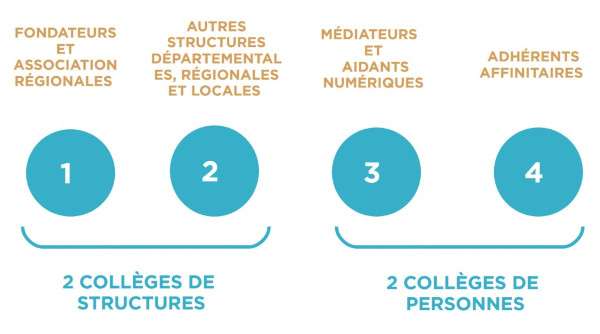 FONDATEURS
ET
ASSOCIATION
RÉGIONALES
AUTRES
STRUCTURES
DÉPARTEMENTAL
ES, RÉGIONALES
ET LOCALES
MÉDIATEURS
ET
AIDANTS
NUMÉRIQUES
ADHÉRENTS
AFFINITAIRES
1
2
3
4
2 COLLÈGES DE
STRUCTURES
2 COLLÈGES DE
PERSONNES